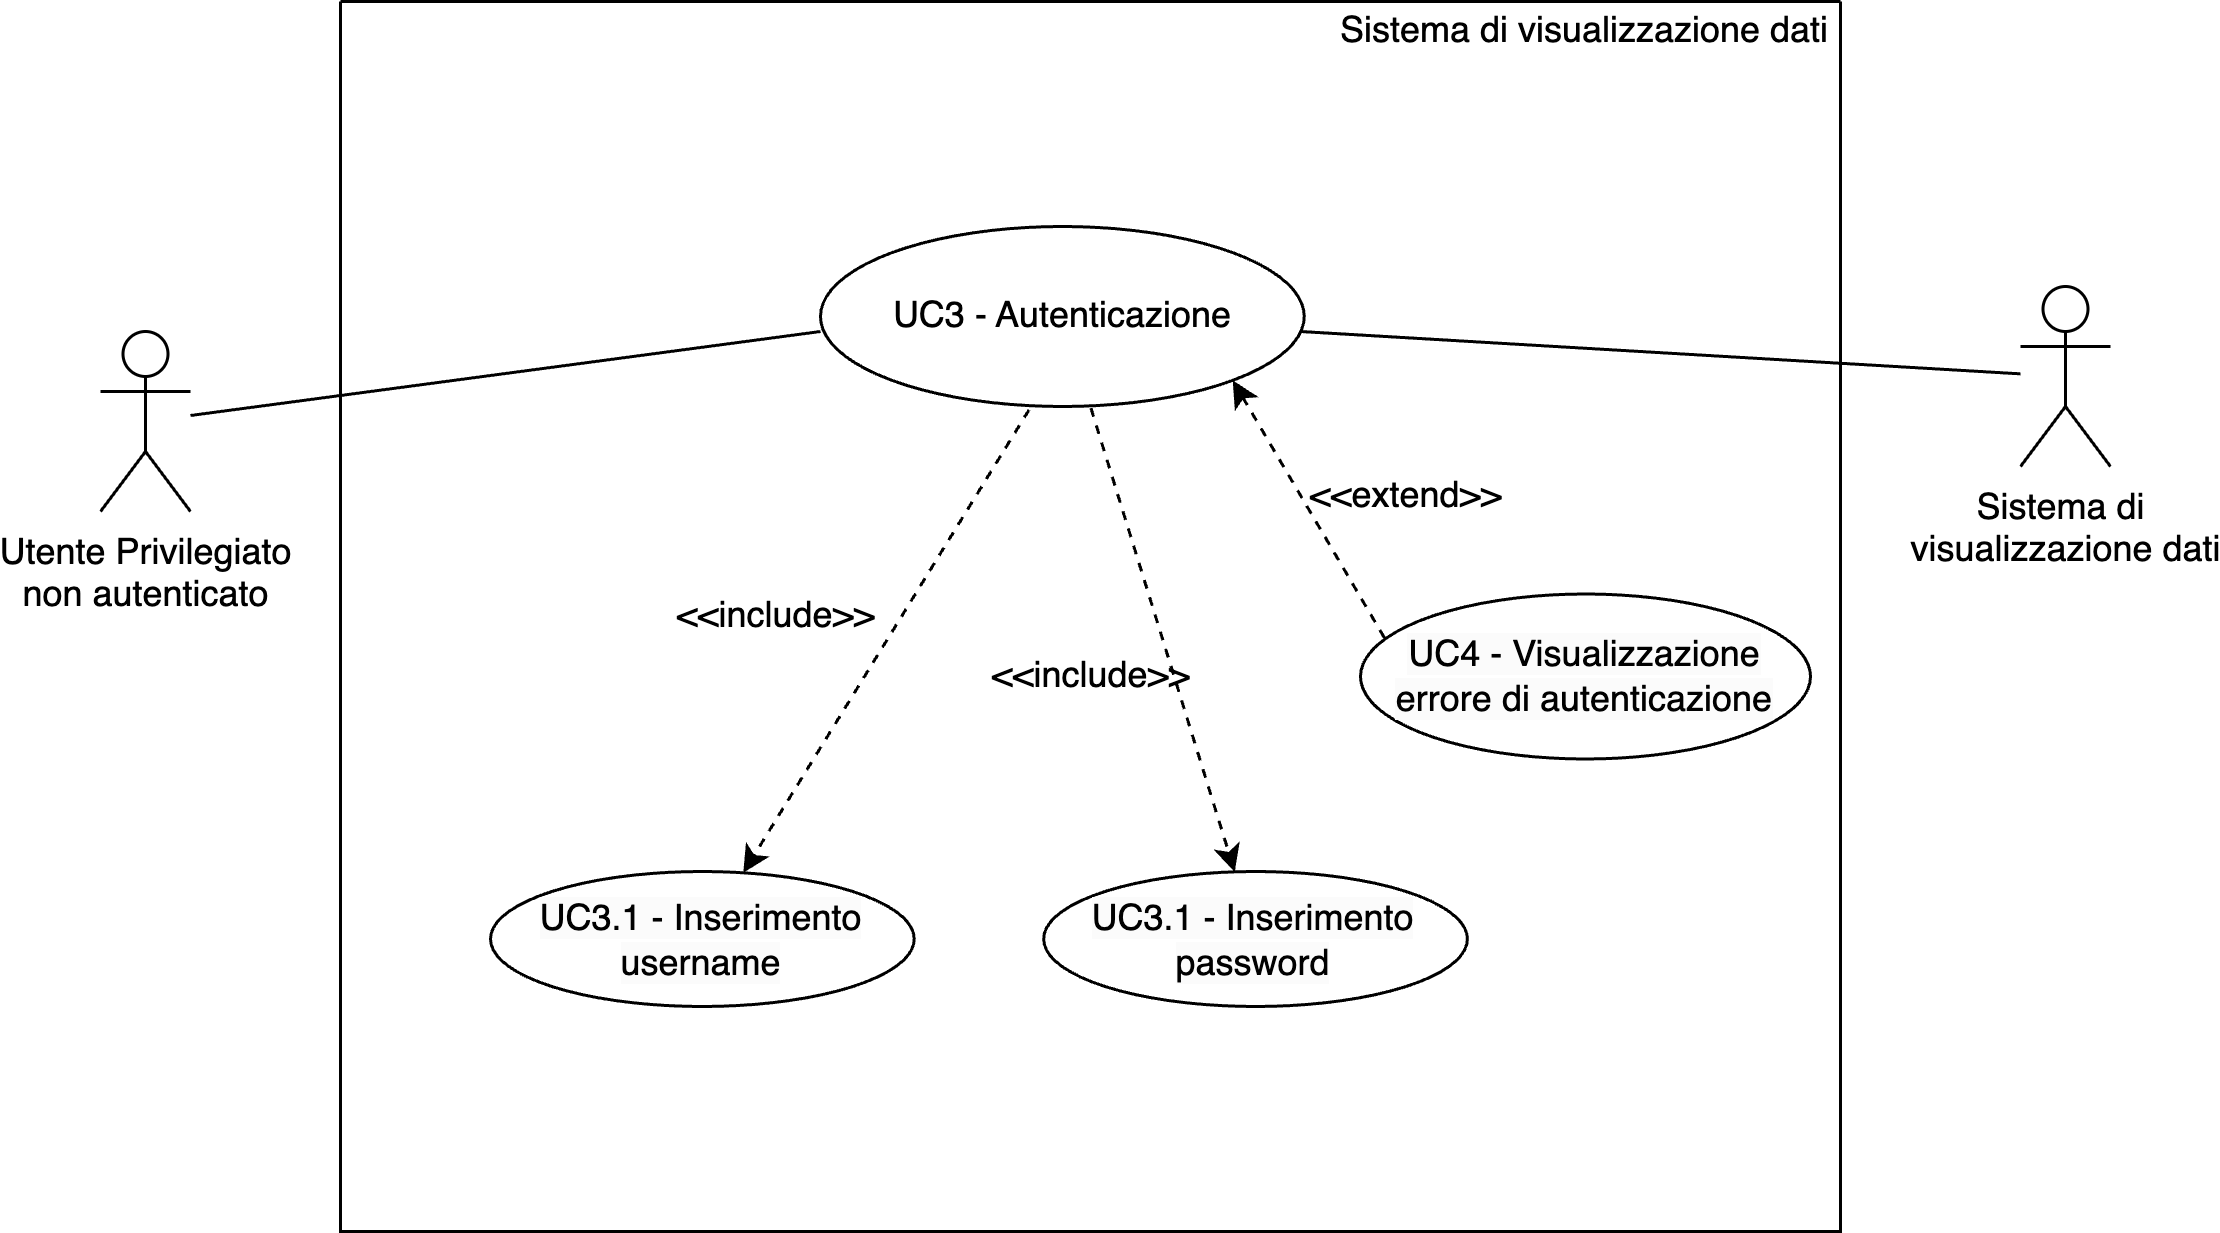 Sistema di visualizzazione dati
UC3 - Autenticazione
Utente Privilegiato
non autenticato
Sistema di
visualizzazione dati
<<extend>>
<<include>>
<<include>>
UC4 - Visualizzazione
errore di autenticazione
UC3.1 - Inserimento
username
UC3.1 - Inserimento
password